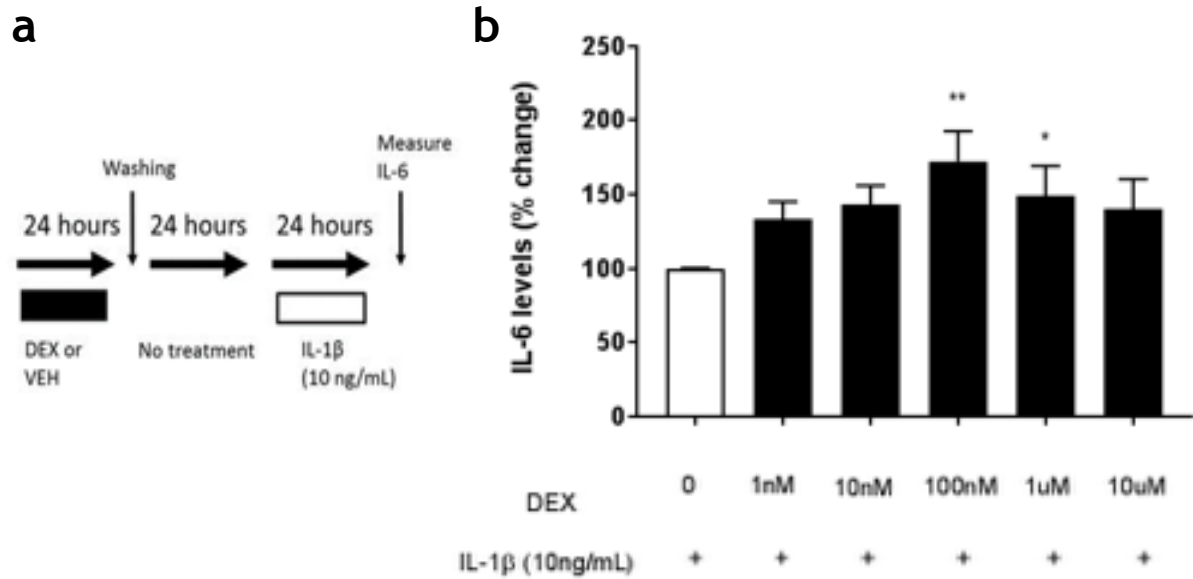 a
Washing
Measure
IL-6
24 hours 24 hours 24 hours
DEX or
VEH
No treatment
IL-1β
(10 ng/mL)
b
IL-6 levels (% change)
250
200
150
100
50
0
**
*
DEX 0 1nM 10nM 100nM 1uM 10uM
IL-1β (10ng/mL) + + + + + +